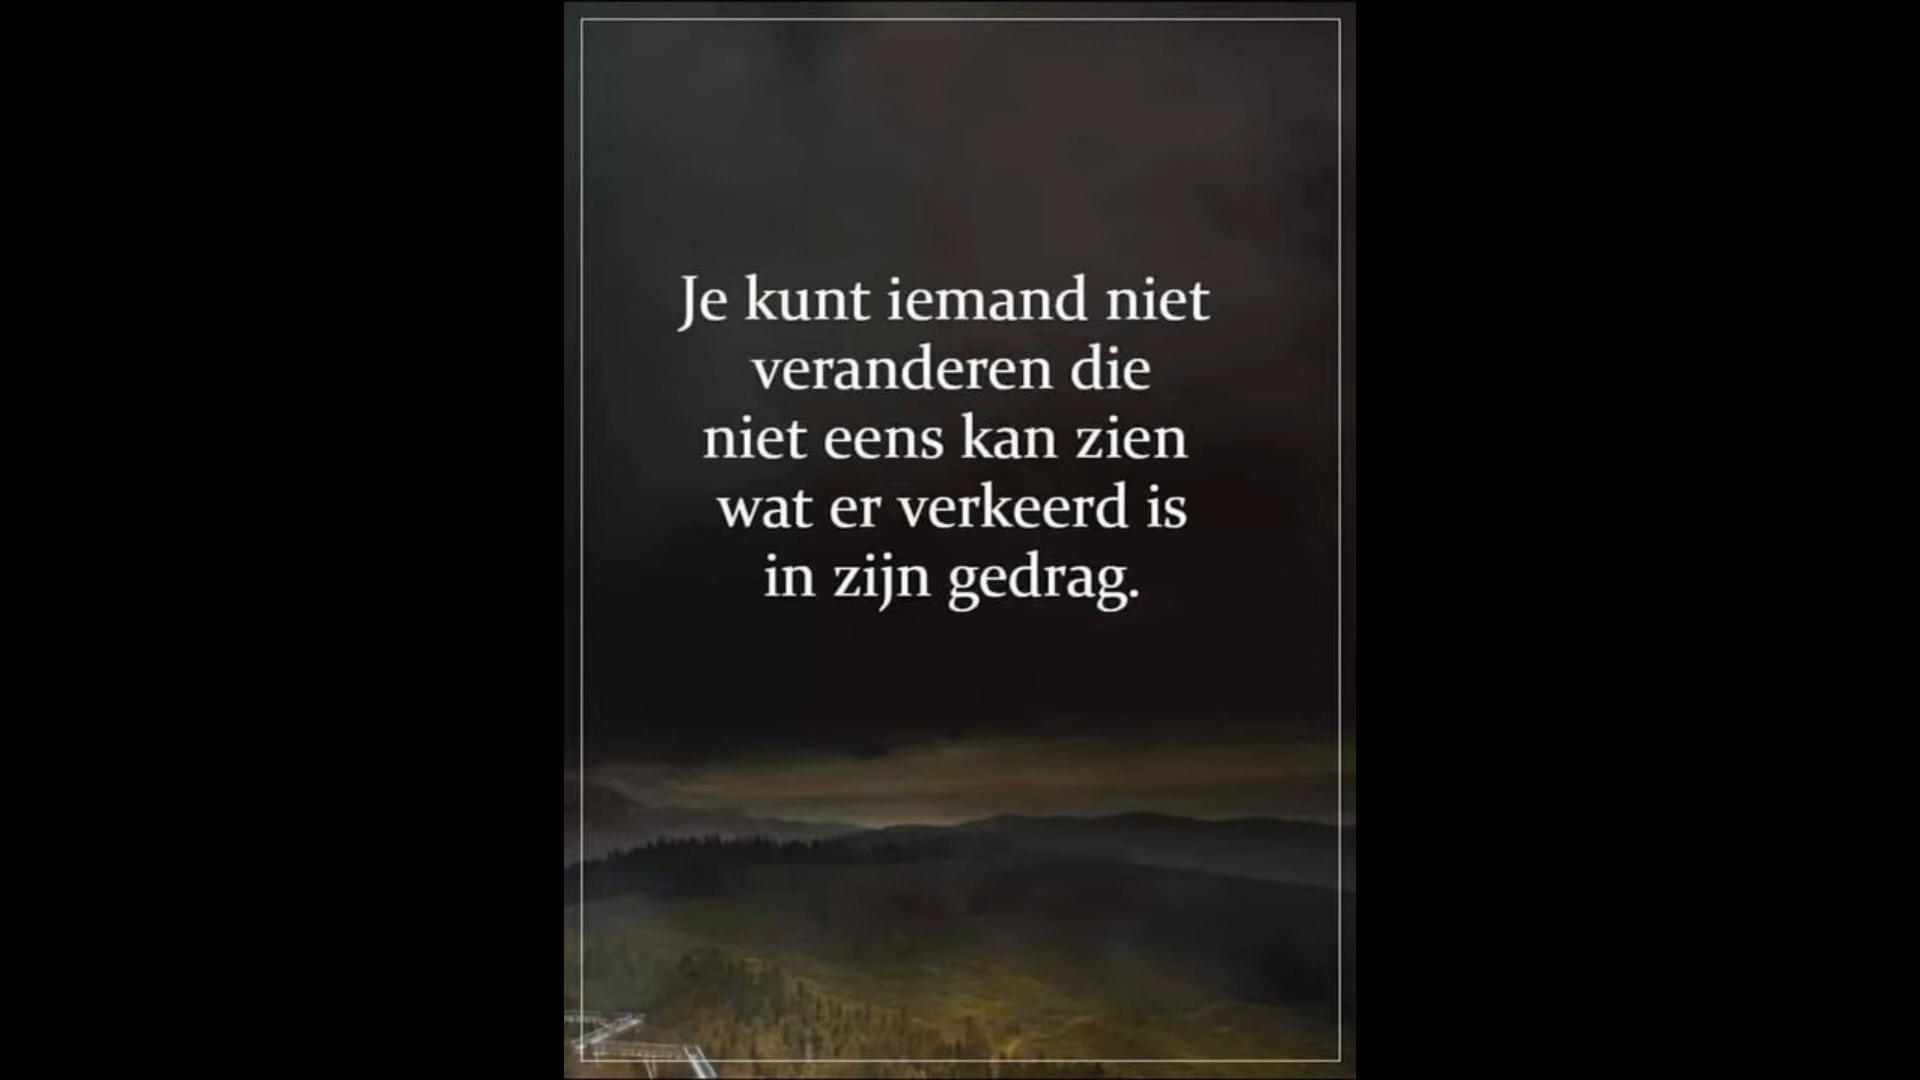 Je kunt iemand niet
veranderen die
niet eens kan zien
wat er verkeerd is
in zijn gedrag.